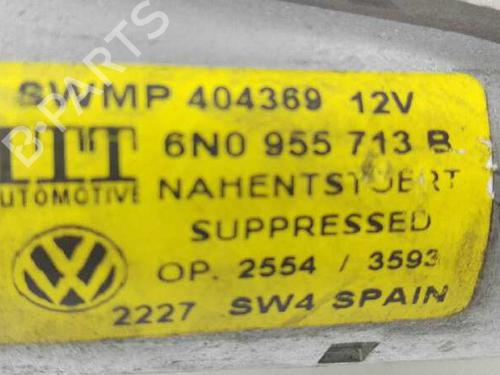 SWMP 404369 12V
ITT 6N0 955 713 B
AUTOMOTIVE NAHENTSTOERT
SUPPRESSED
OP. 2554 / 3593
2227 SW4 SPAIN